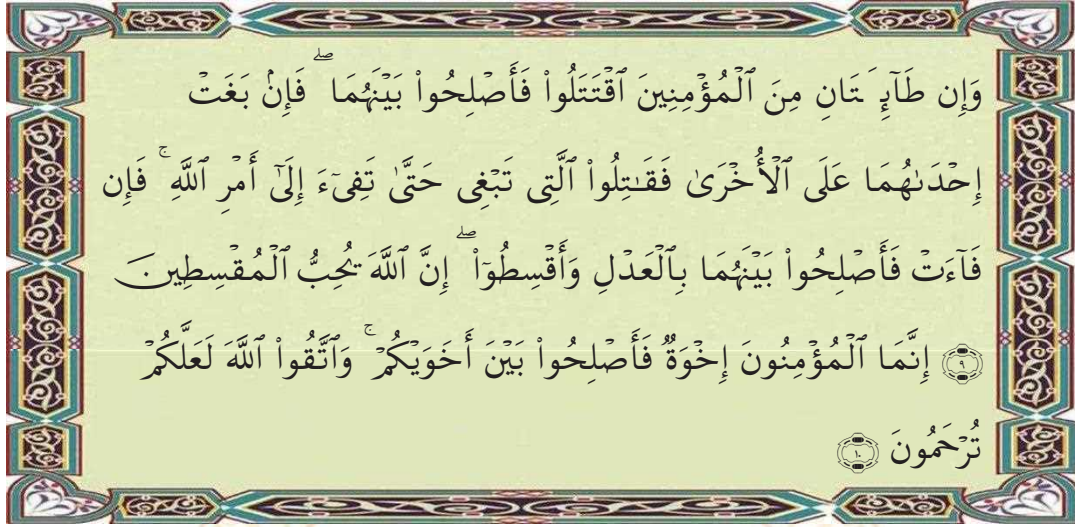 وَإِن طَآئِفَتَانِ مِنَ ٱلْمُؤْمِنِينَ ٱقْتَتَلُوا۟ فَأَصْلِحُوا۟ بَيْنَهُمَا ۖ فَإِنۢ بَغَتْ
إِحْدَىٰهُمَا عَلَى ٱلْأُخْرَىٰ فَقَـٰتِلُوا۟ ٱلَّتِى تَبْغِى حَتَّىٰ تَفِىٓءَ إِلَىٰٓ أَمْرِ ٱللَّهِ ۚ فَإِن
فَآءَتْ فَأَصْلِحُوا۟ بَيْنَهُمَا بِٱلْعَدْلِ وَأَقْسِطُوٓا۟ ۖ إِنَّ ٱللَّهَ يُحِبُّ ٱلْمُقْسِطِينَ
﴿٩﴾ إِنَّمَا ٱلْمُؤْمِنُونَ إِخْوَةٌ فَأَصْلِحُوا۟ بَيْنَ أَخَوَيْكُمْ ۚ وَٱتَّقُوا۟ ٱللَّهَ لَعَلَّكُمْ
تُرْحَمُونَ ﴿١٠﴾